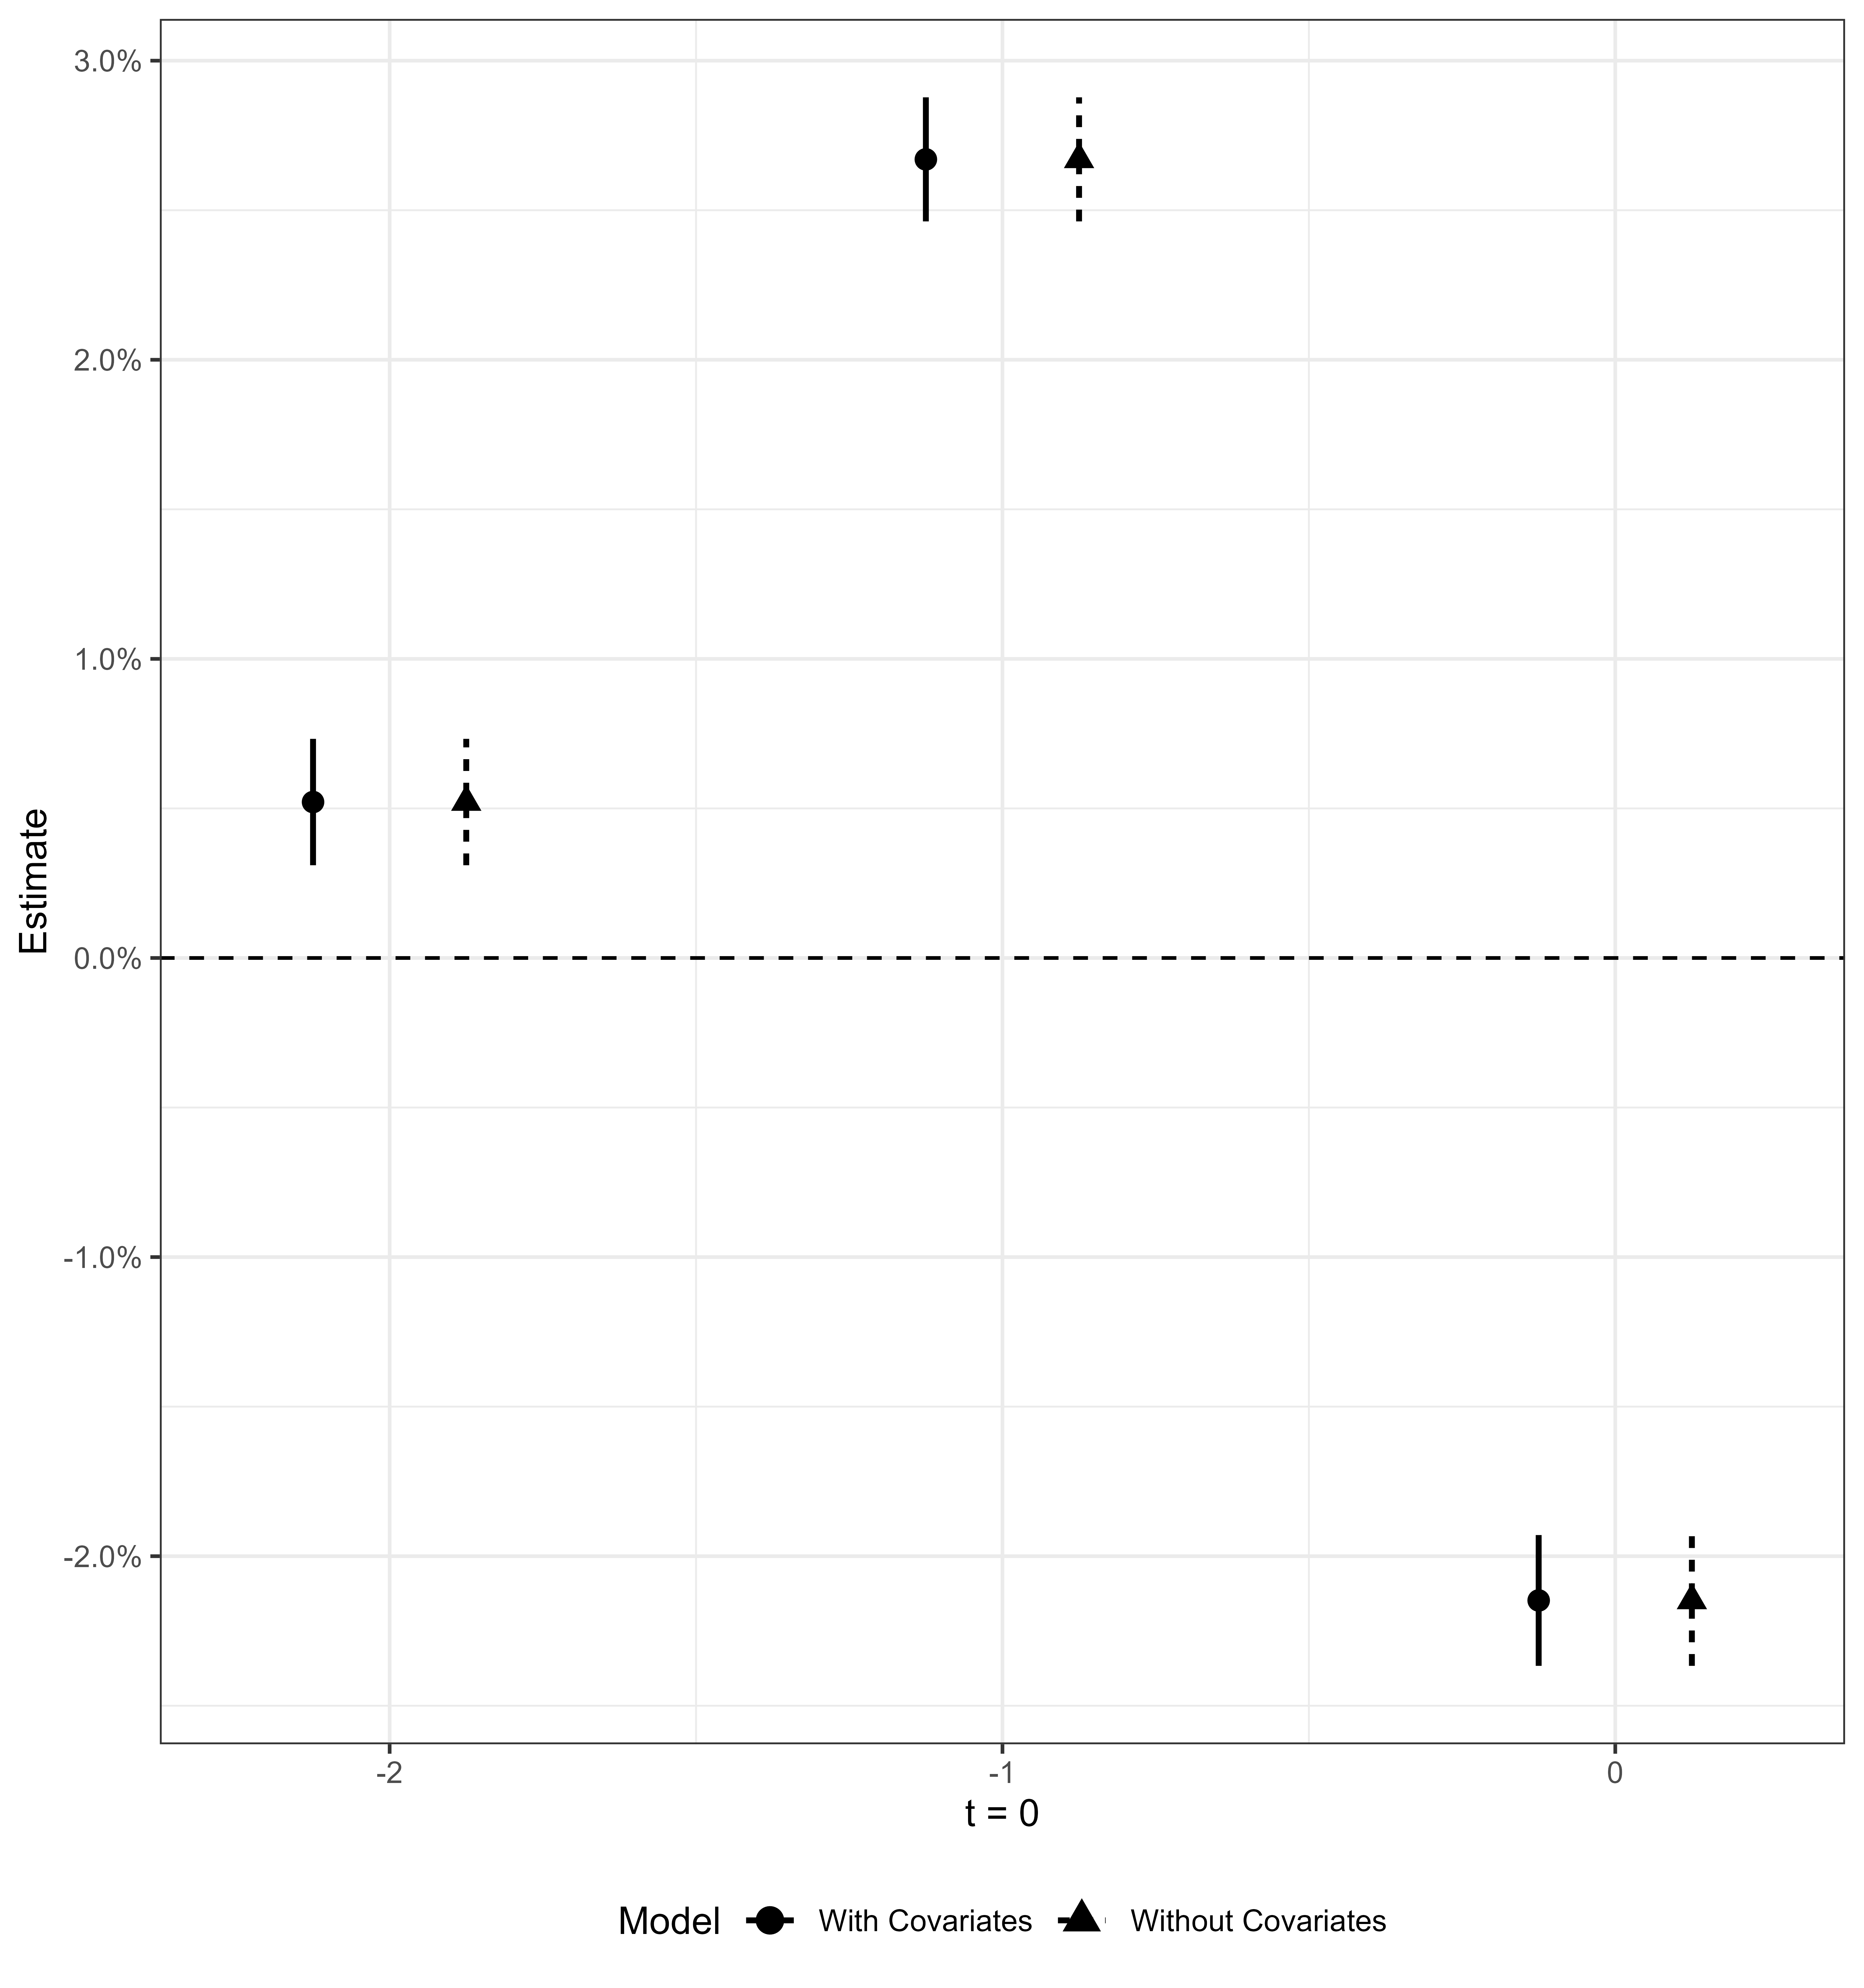 3.0%
2.0%
1.0%
0.0%
-1.0%
-2.0%
Estimate
-2 -1 0
t = 0
Model With Covariates Without Covariates